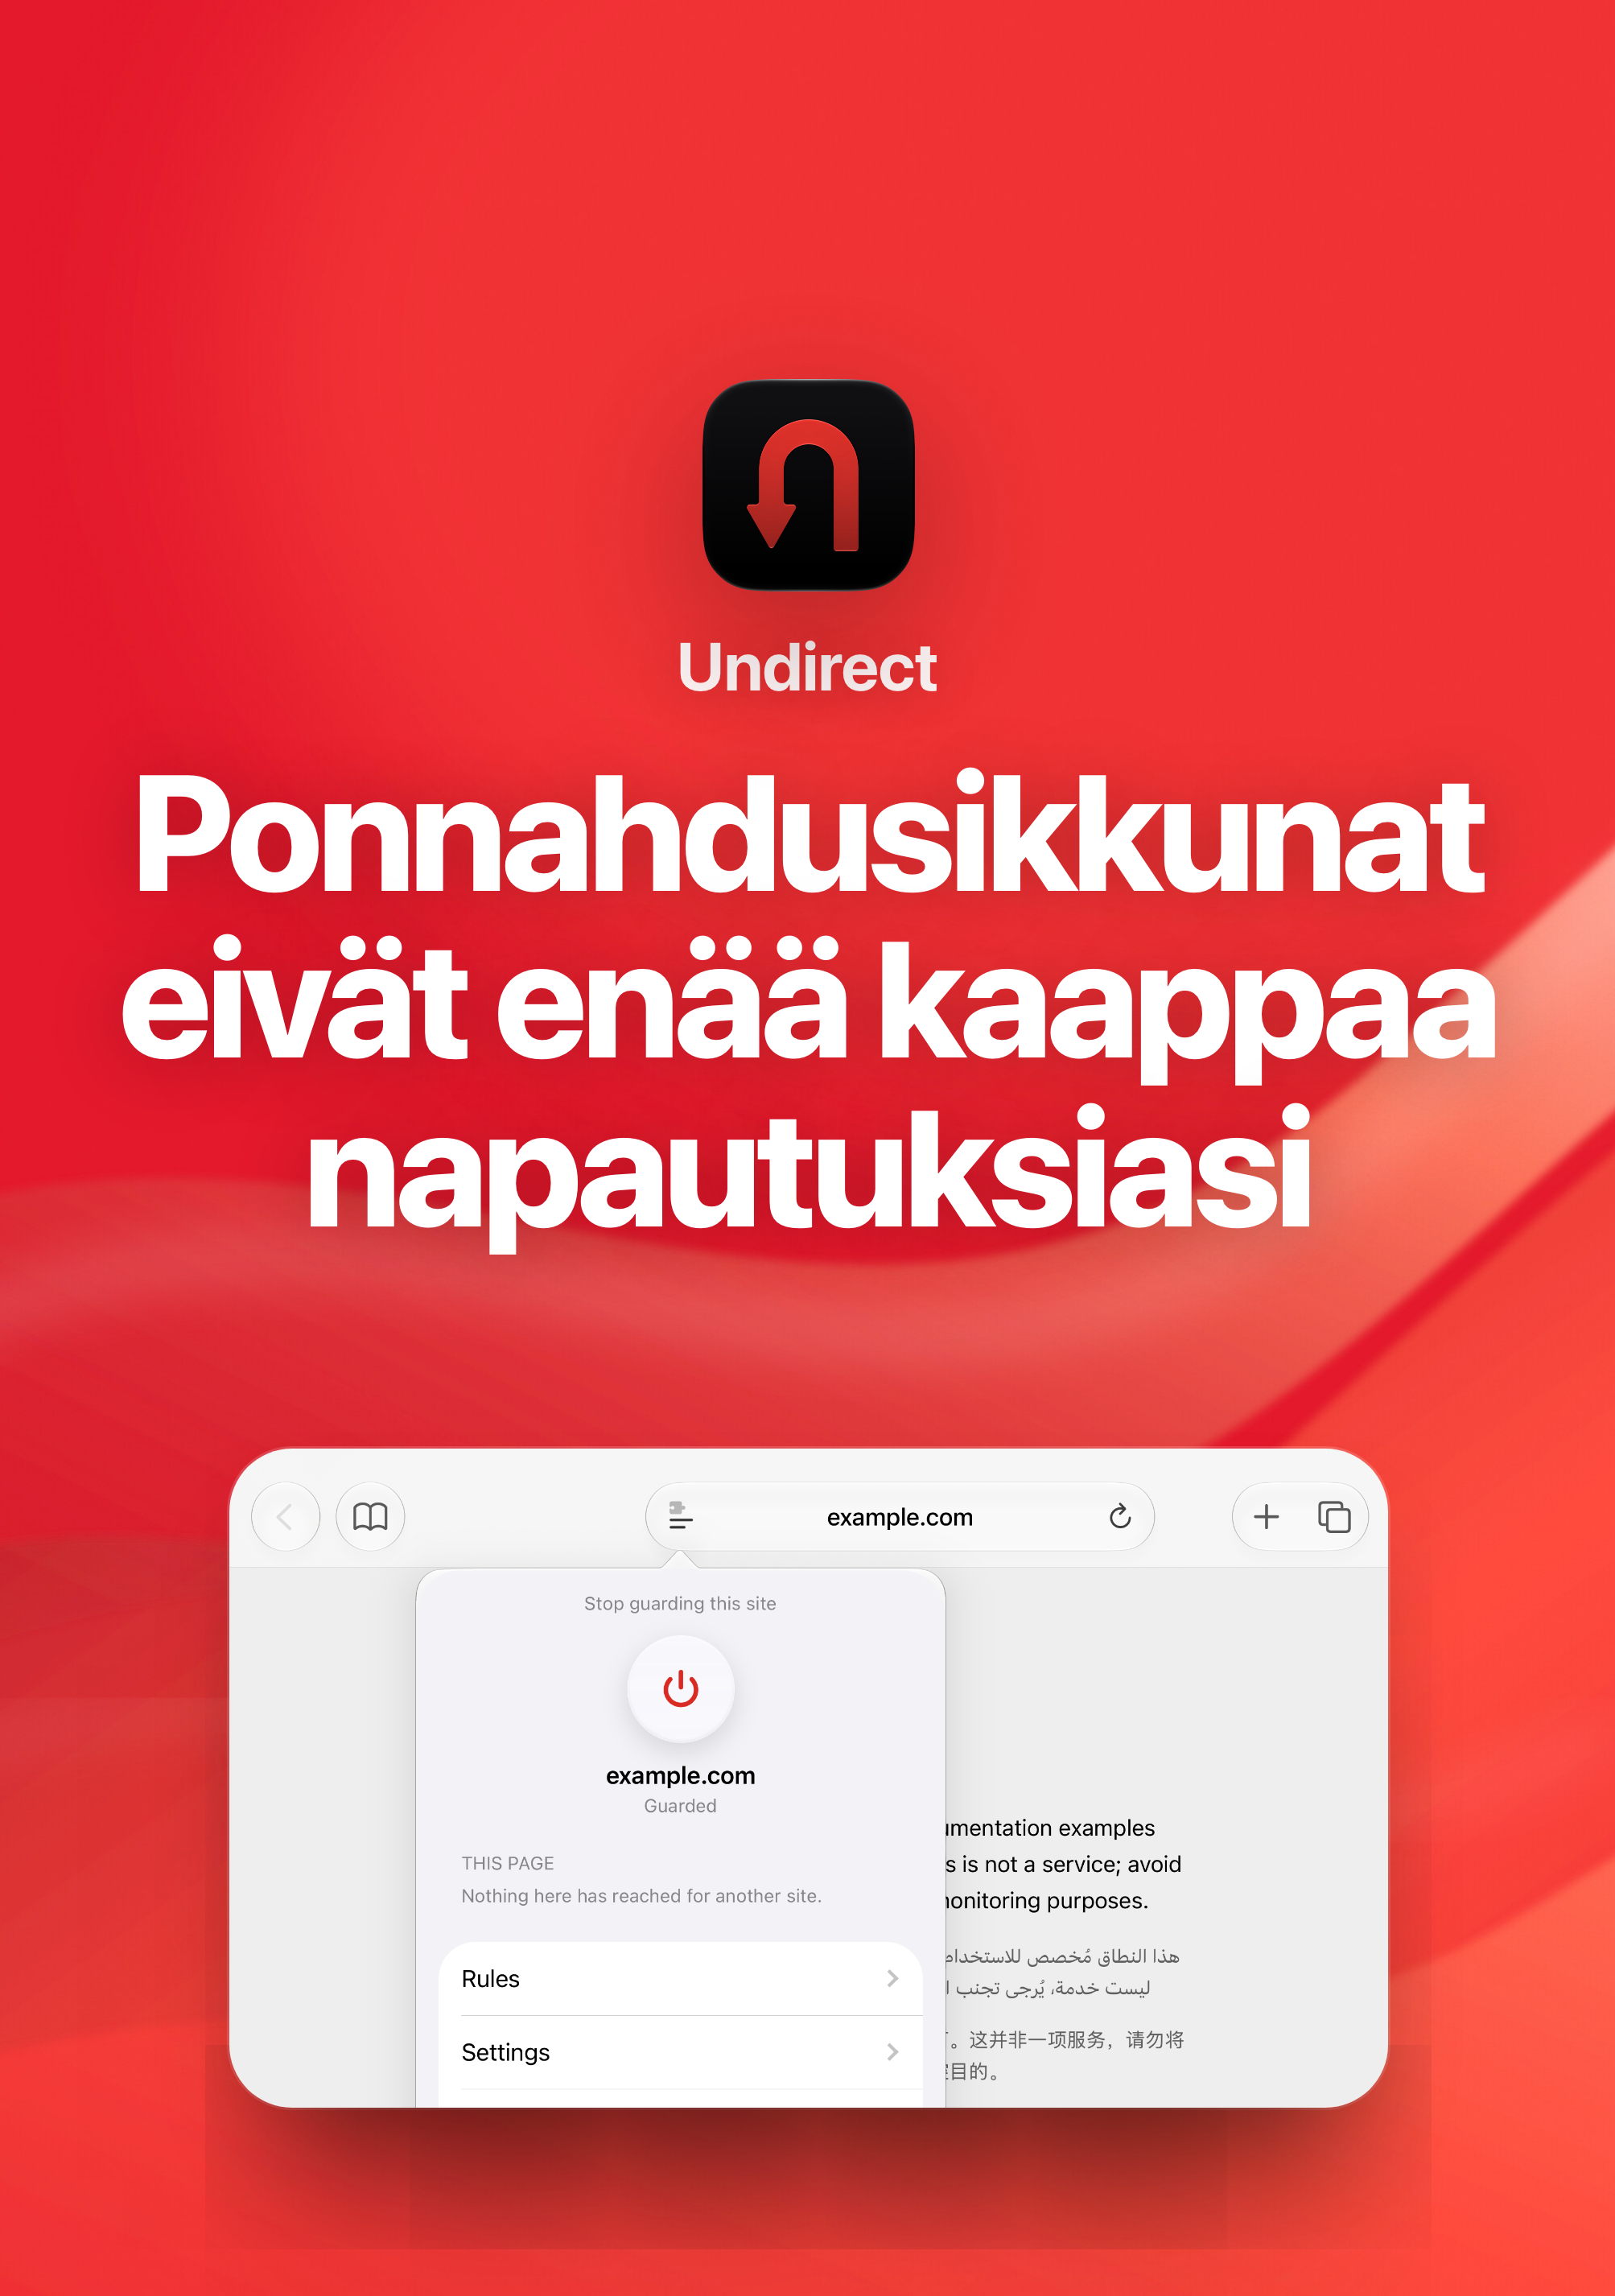 Undirect
Ponnahdusikkunat
eivät enää kaappaa
napautuksiasi
example.com
Stop guarding this site
example.com
Guarded
THIS PAGE
Nothing here has reached for another site.
Rules
Settings
umentation examples
s is not a service; avoid
onitoring purposes.
هذا النطاق مُخصص للاستخدام
ليست خدمة، يُرجى تجنب
。这并非一项服务，请勿将
目的。